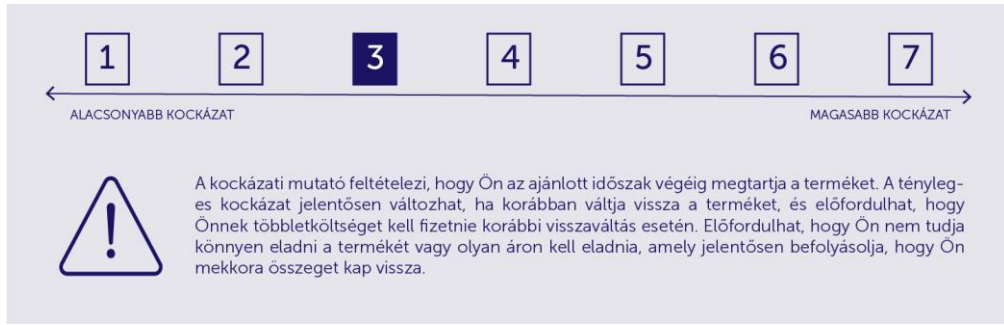 1 2 3 4 5 6 7
ALACSONYABB KOCKÁZAT MAGASABB KOCKÁZAT
A kockázati mutató feltételezi, hogy Ön az ajánlott időszak végéig megtartja a terméket. A tényleg-
es kockázat jelentősen változhat, ha korábban váltja vissza a terméket, és előfordulhat, hogy
Önnek többletköltséget kell fizetnie korábbi visszaváltás esetén. Előfordulhat, hogy Ön nem tudja
könnyen eladni a termékét vagy olyan áron kell eladnia, amely jelentősen befolyásolja, hogy Ön
mekkora összeget kap vissza.